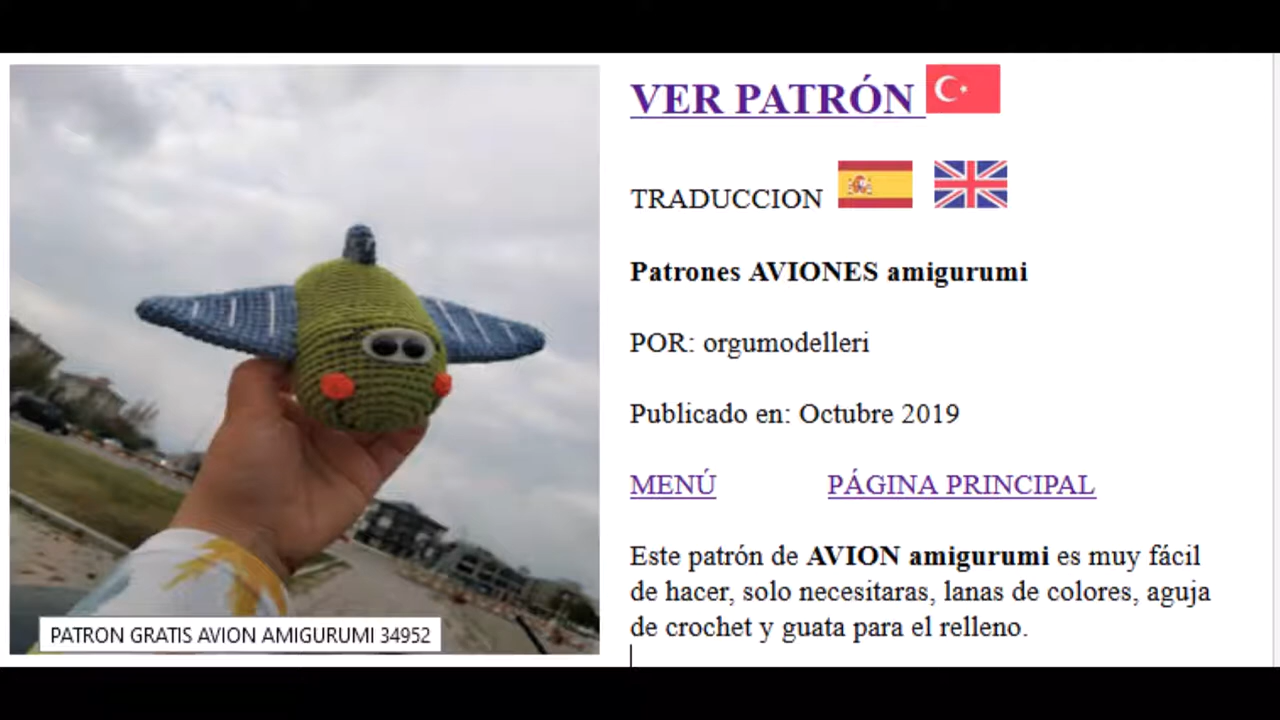 VER PATRÓN
TRADUCCION
Patrones AVIONES amigurumi
POR: orgumodelleri
Publicado en: Octubre 2019
MENÚ PÁGINA PRINCIPAL
Este patrón de AVION amigurumi es muy fácil
de hacer, solo necesitaras, lanas de colores, aguja
de crochet y guata para el relleno.
PATRON GRATIS AVION AMIGURUMI 34952